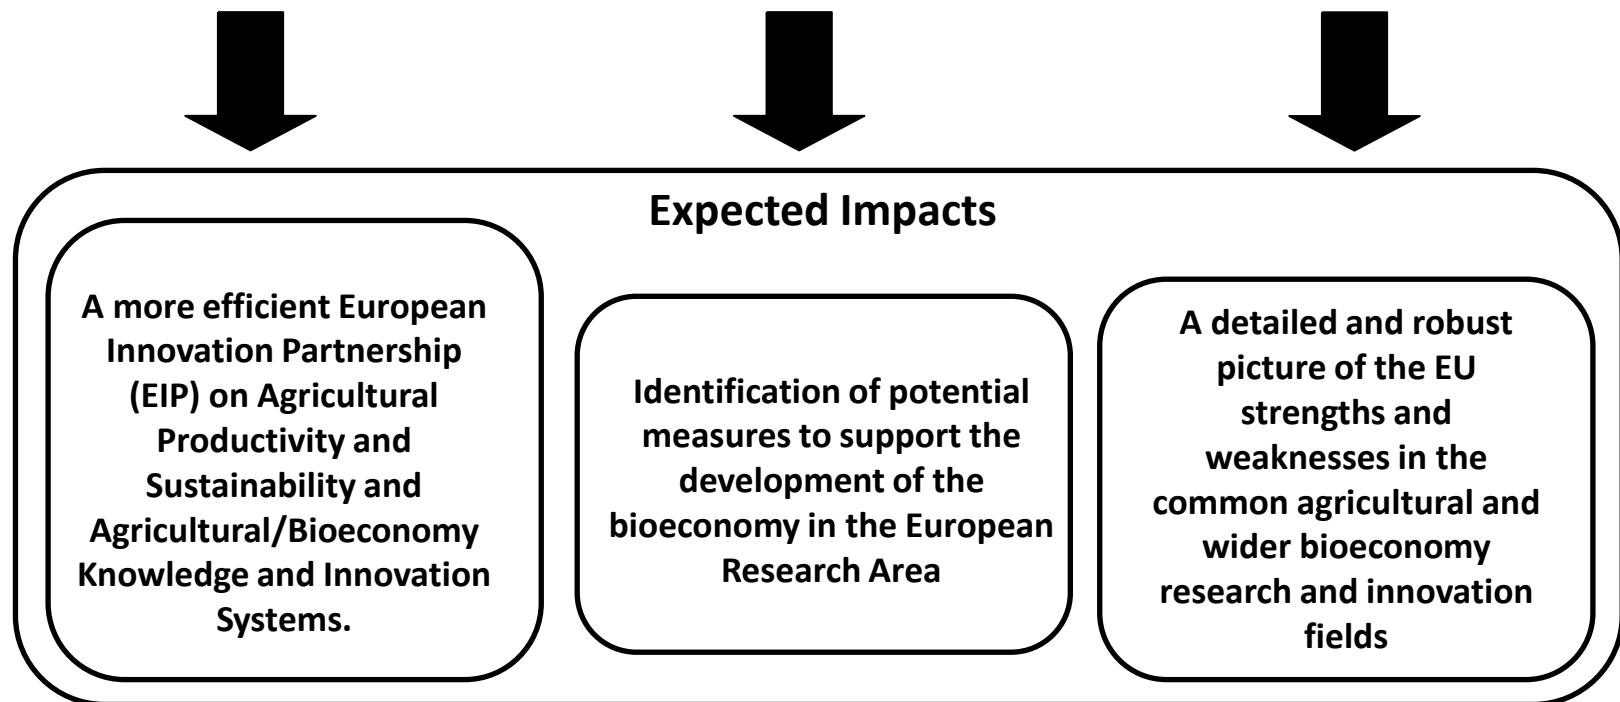 Expected Impacts
A more efficient European
Innovation Partnership
(EIP) on Agricultural
Productivity and
Sustainability and
Agricultural/Bioeconomy
Knowledge and Innovation
Systems.
Identification of potential
measures to support the
development of the
bioeconomy in the European
Research Area
A detailed and robust
picture of the EU
strengths and
weaknesses in the
common agricultural and
wider bioeconomy
research and innovation
fields